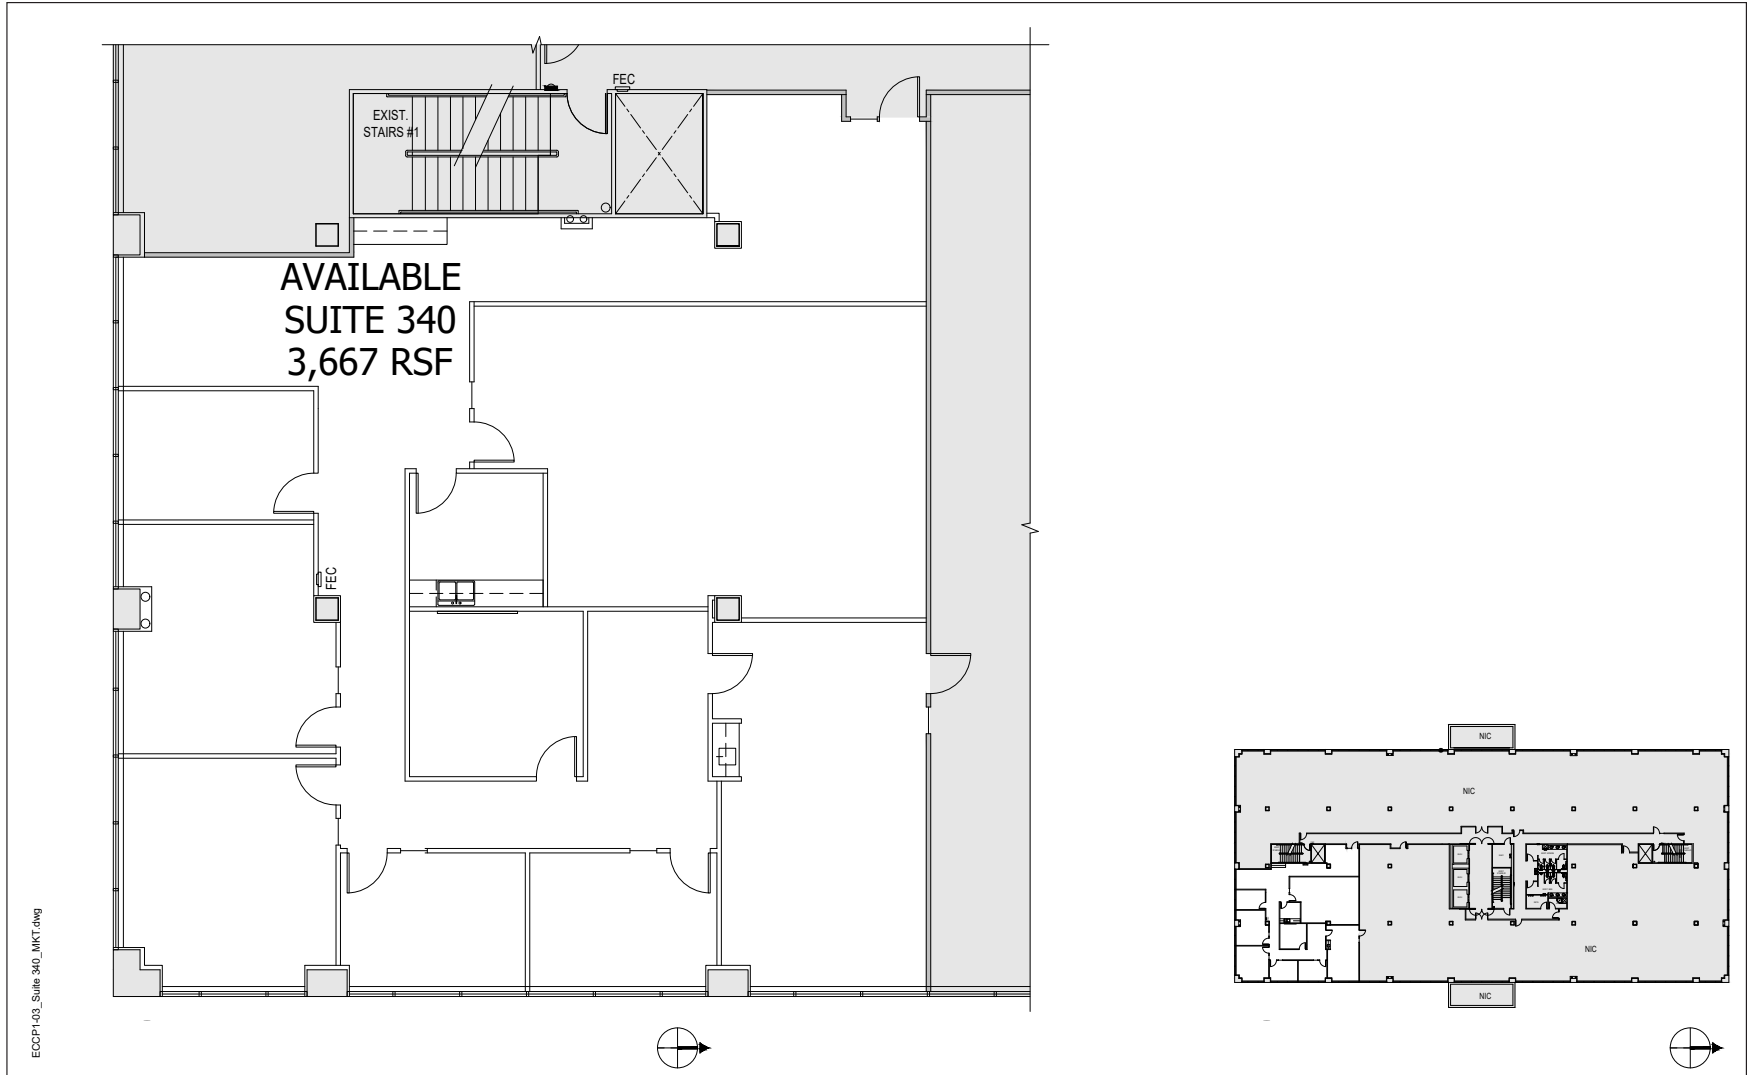 FEC
EXIST.
STAIRS #1
AVAILABLE
SUITE 340
3,667 RSF
FEC
ECCP1-03_Suite 340_MKT.dwg
NIC
NIC
NIC
NIC